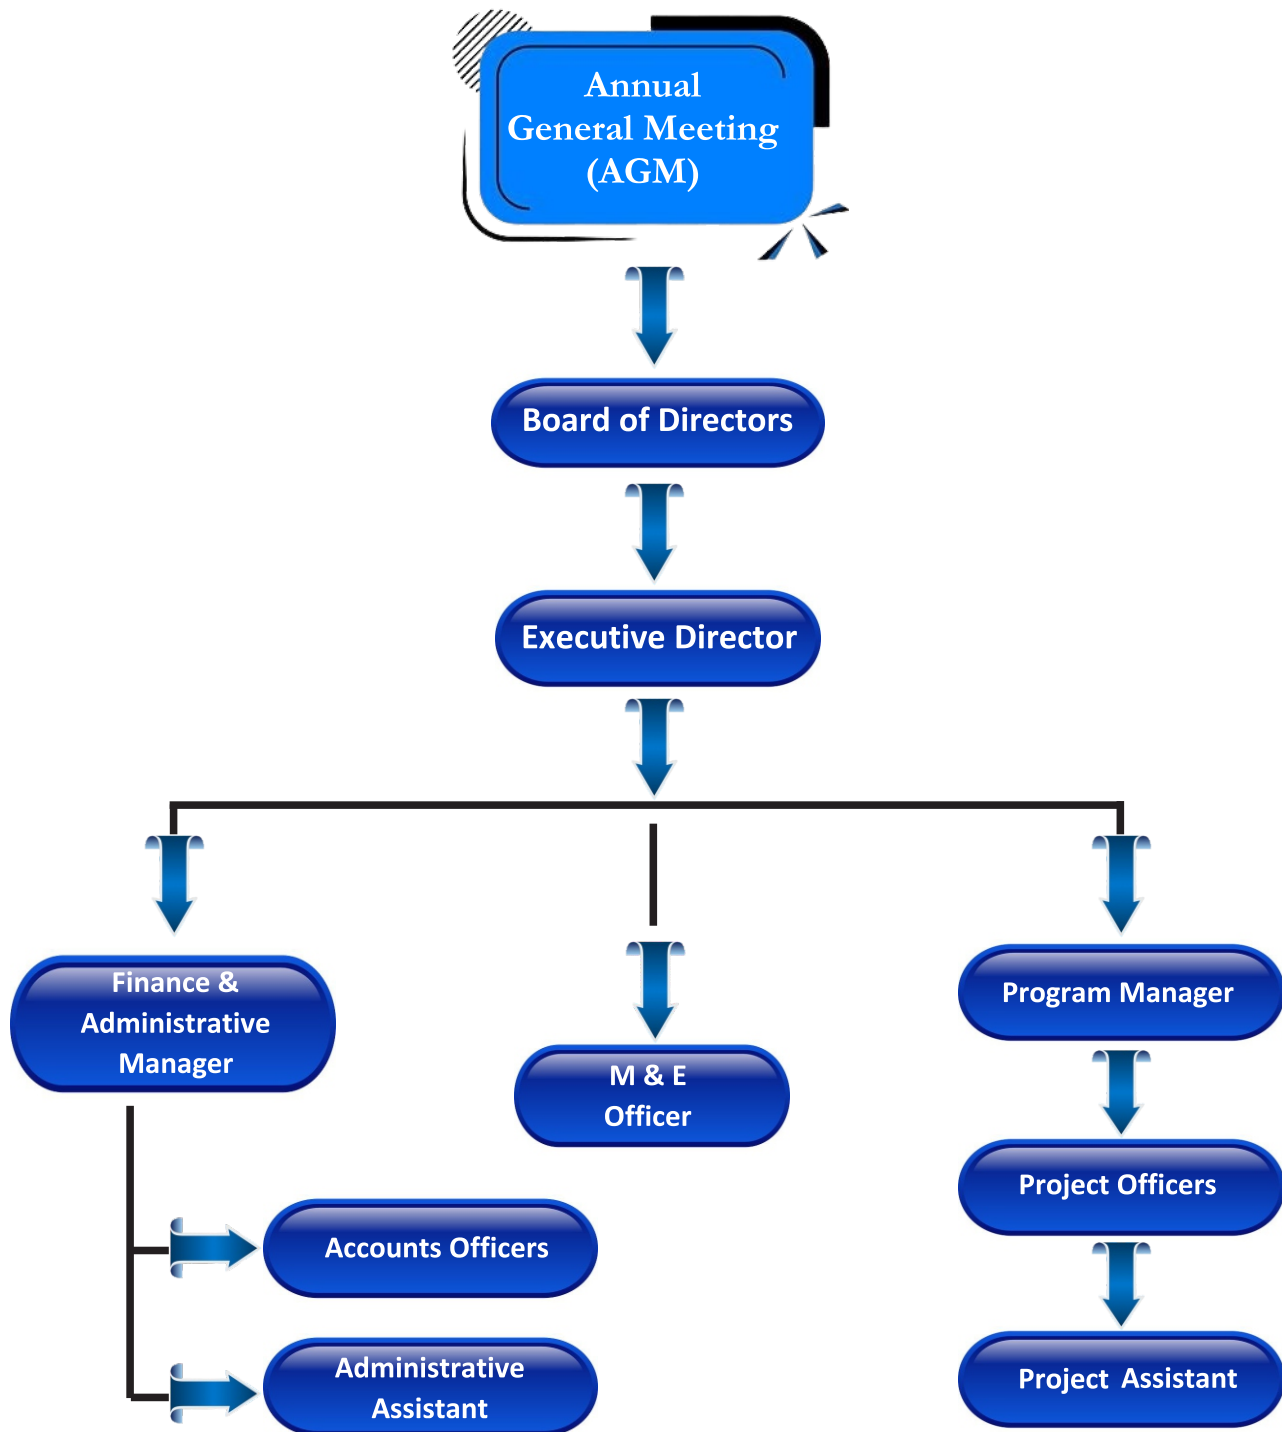 Annual
General Meeting
(AGM)
Board of Directors
Executive Director
Finance &
Administrative
Manager
M & E
Officer
Program Manager
Project Officers
Accounts Officers
Administrative
Assistant
Project Assistant